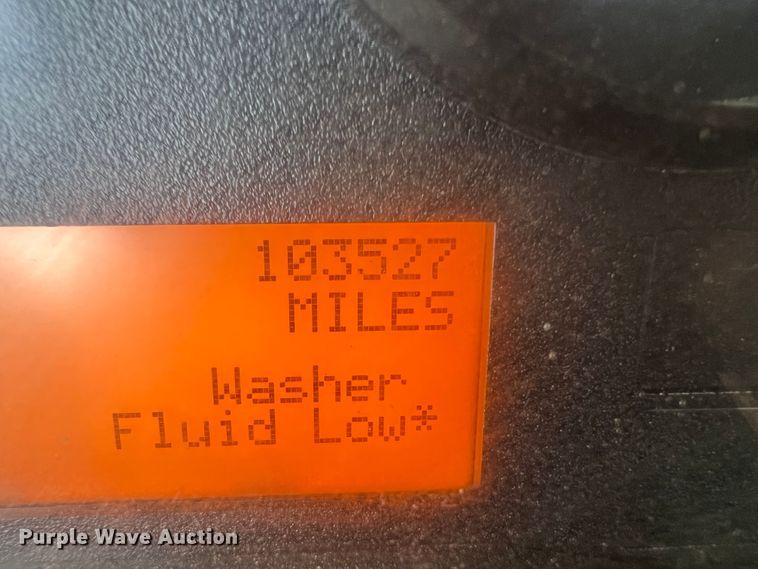 103527
MILES
Washer
Fluid Low*
Purple Wave Auction